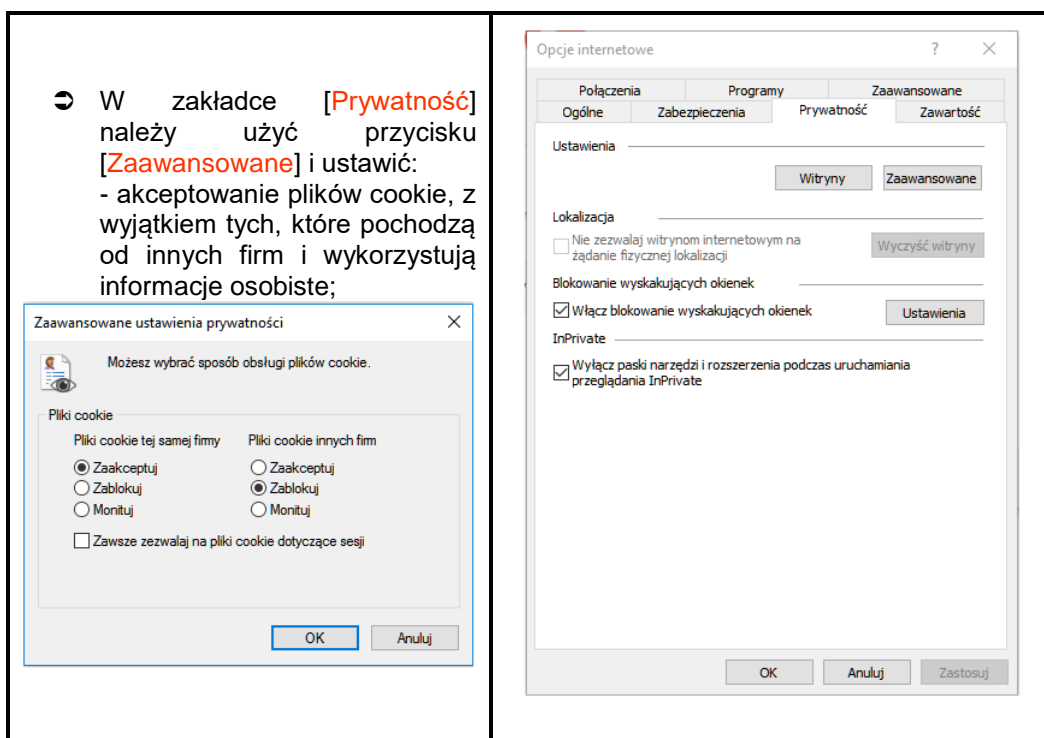 ➲ W zakładce [Prywatność]
należy użyć przycisku
[Zaawansowane] i ustawić:
- akceptowanie plików cookie, z
wyjątkiem tych, które pochodzą
od innych firm i wykorzystują
informacje osobiste;
Zaawansowane ustawienia prywatności
Możesz wybrać sposób obsługi plików cookie.
Pliki cookie
Pliki cookie tej samej firmy Pliki cookie innych firm
Zaakceptuj Zaakceptuj
Zablokuj Zablokuj
Monituj Monituj
Zawsze zezwalaj na pliki cookie dotyczące sesji
OK Anuluj
Opcje internetowe ?
Połączenia Programy Zaawansowane
Ogólne Zabezpieczenia Prywatność Zawartość
Ustawienia
Witryny Zaawansowane
Lokalizacja
Nie zezwalaj witrynom internetowym na
żądanie fizycznej lokalizacji
Wyczyść witryny
Blokowanie wyskakujących okienek
Włącz blokowanie wyskakujących okienek Ustawienia
InPrivate
Wyłącz paski narzędzi i rozszerzenia podczas uruchamiania
przeglądania InPrivate
OK Anuluj Zastosuj